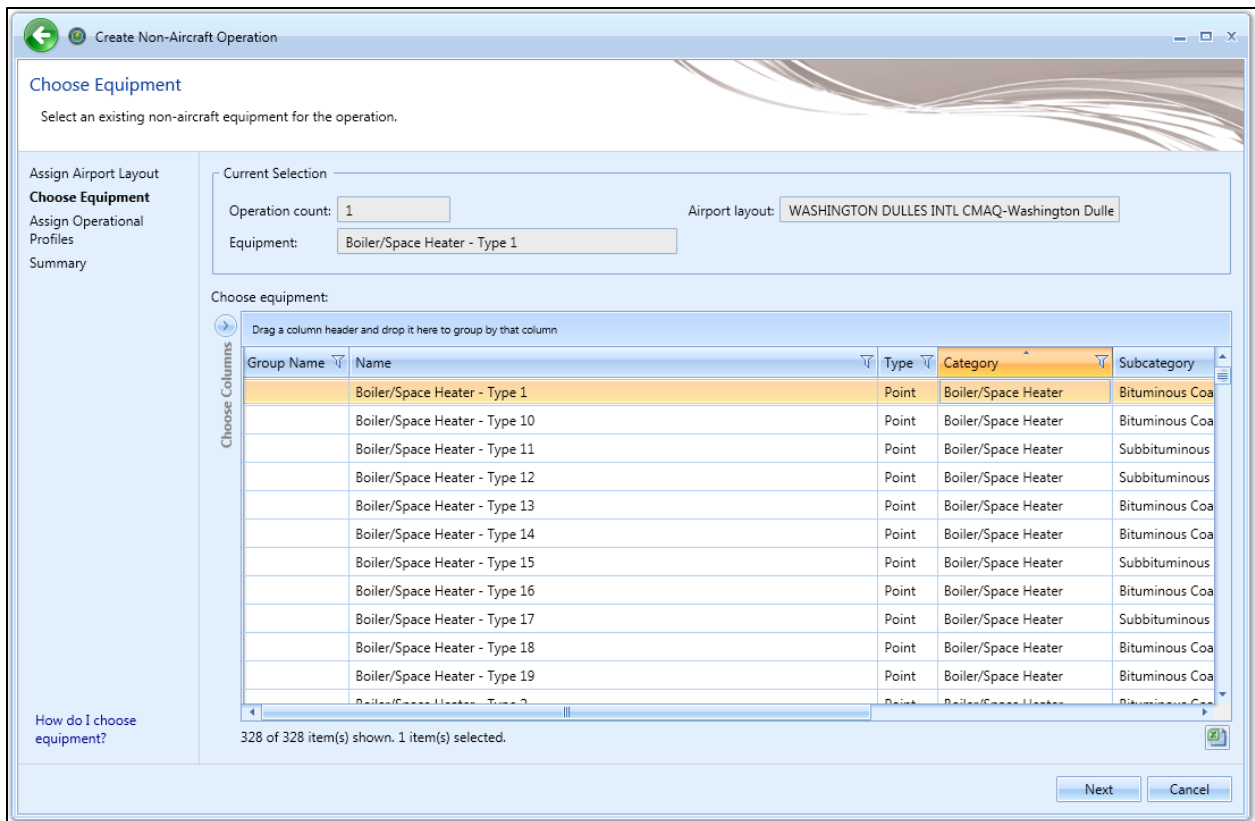 Create Non-Aircraft Operation
Choose Equipment
Select an existing non-aircraft equipment for the operation.
Assign Airport Layout
Choose Equipment
Assign Operational
Profiles
Summary
Current Selection
Operation count: 1 Airport layout: WASHINGTON DULLES INTL CMAQ-Washington Dulle
Equipment: Boiler/Space Heater - Type 1
Choose equipment:
Choose Columns
Drag a column header and drop it here to group by that column
Group Name Name Type Category Subcategory
Boiler/Space Heater - Type 1 Point Boiler/Space Heater Bituminous Coa
Boiler/Space Heater - Type 10 Point Boiler/Space Heater Bituminous Coa
Boiler/Space Heater - Type 11 Point Boiler/Space Heater Subbituminous
Boiler/Space Heater - Type 12 Point Boiler/Space Heater Subbituminous
Boiler/Space Heater - Type 13 Point Boiler/Space Heater Bituminous Coa
Boiler/Space Heater - Type 14 Point Boiler/Space Heater Bituminous Coa
Boiler/Space Heater - Type 15 Point Boiler/Space Heater Subbituminous
Boiler/Space Heater - Type 16 Point Boiler/Space Heater Bituminous Coa
Boiler/Space Heater - Type 17 Point Boiler/Space Heater Subbituminous
Boiler/Space Heater - Type 18 Point Boiler/Space Heater Bituminous Coa
Boiler/Space Heater - Type 19 Point Boiler/Space Heater Bituminous Coa
328 of 328 item(s) shown. 1 item(s) selected.
How do I choose
equipment?
Next Cancel